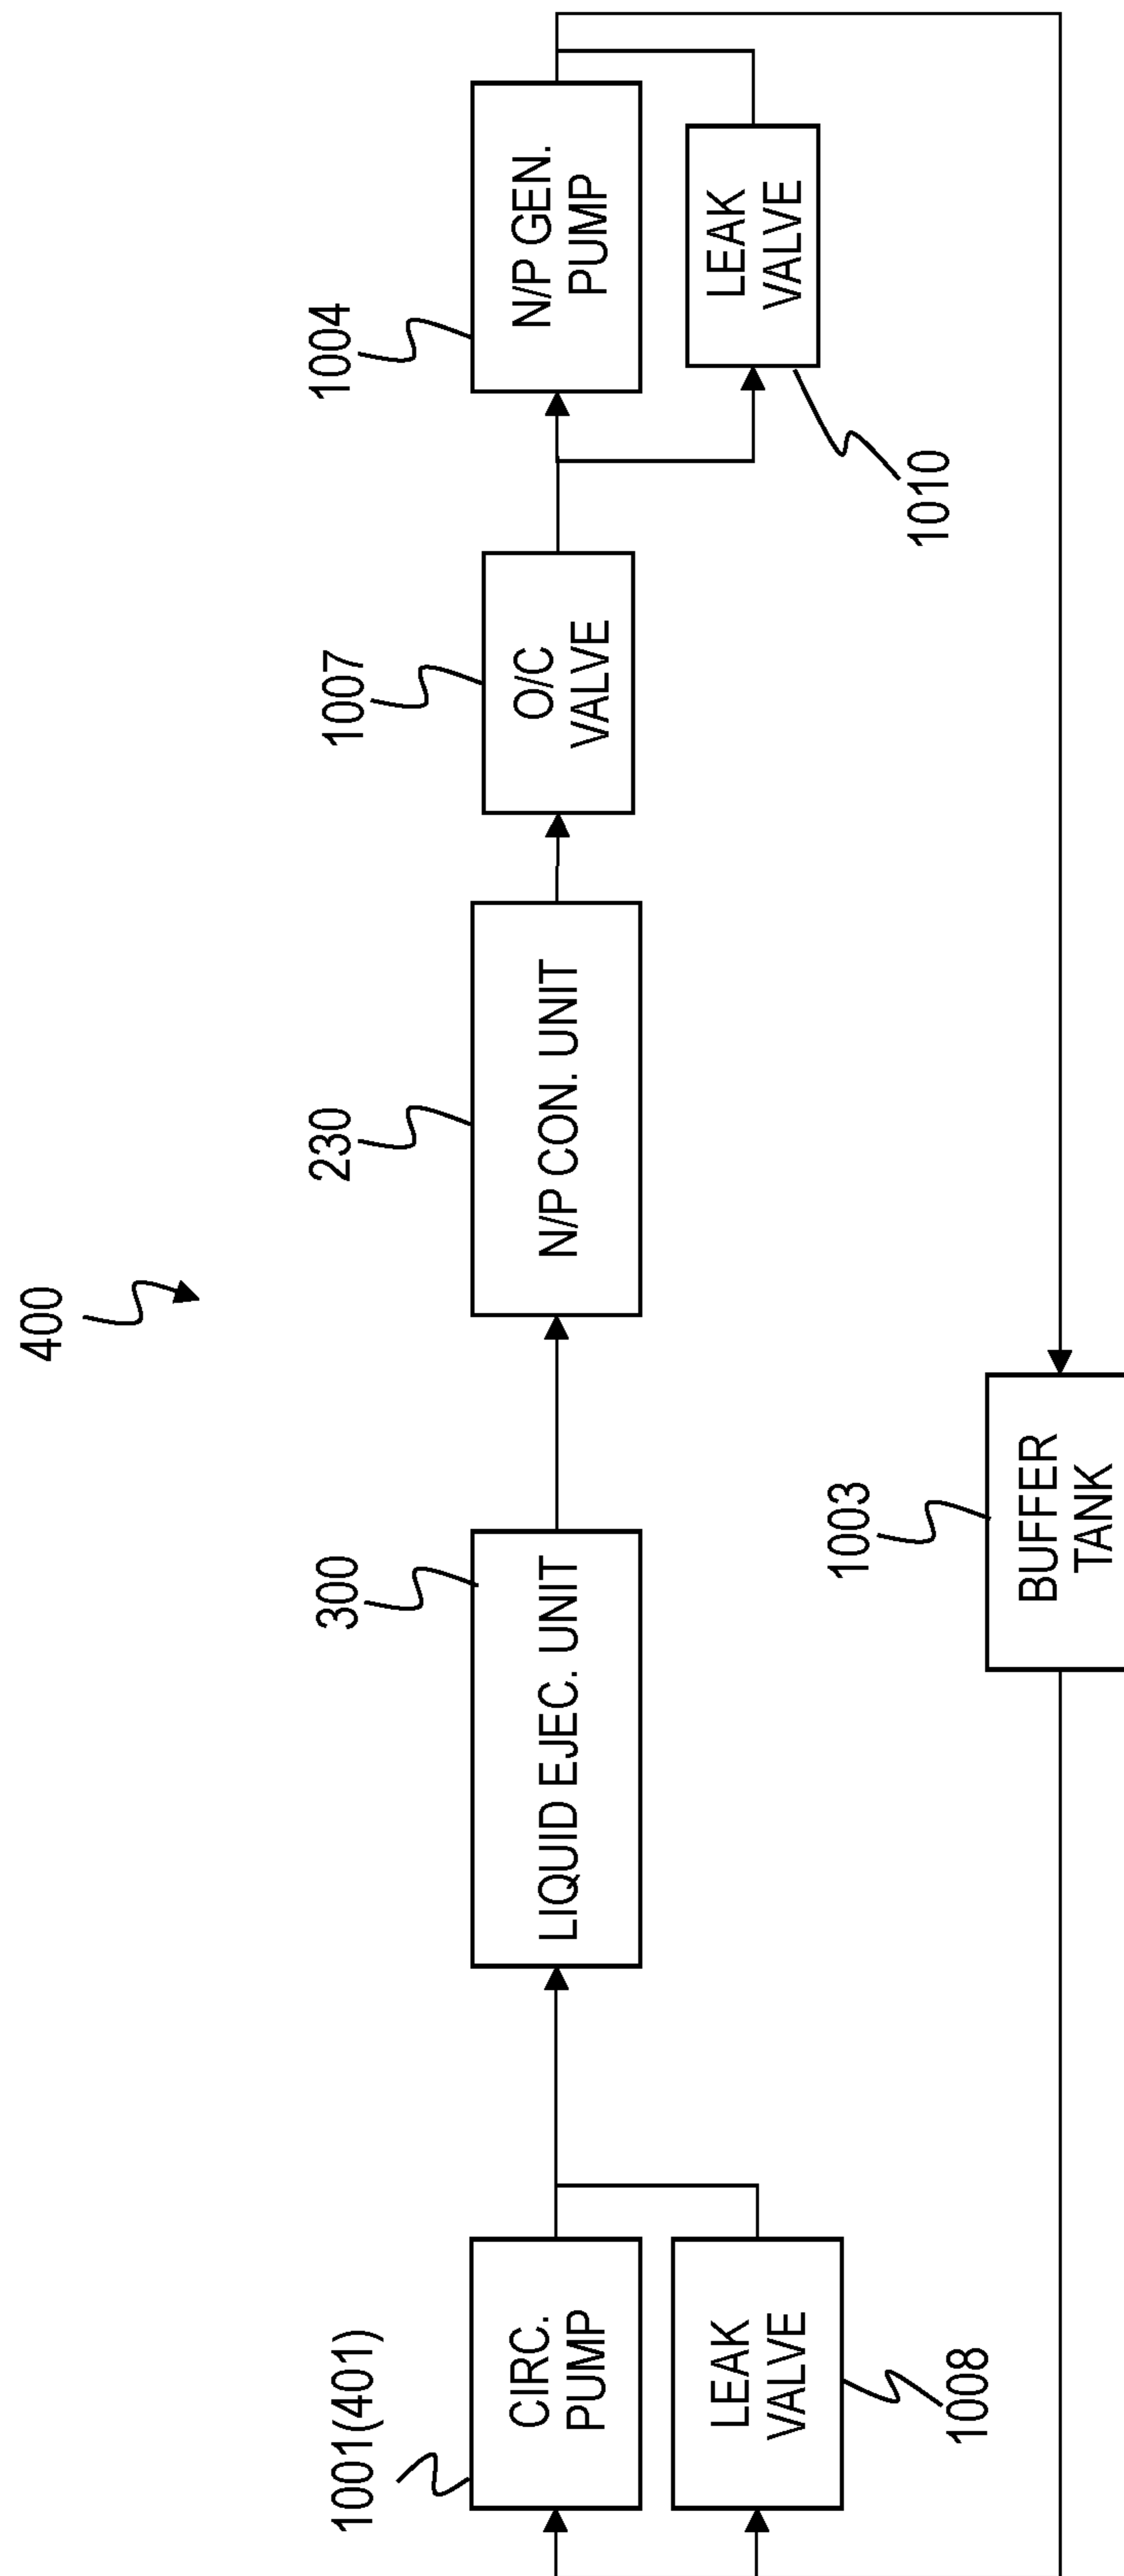 400
1001(401)
CIRC.
PUMP
LEAK
VALVE
1008
300
LIQUID EJEC. UNIT
230
N/P CON. UNIT
1007
O/C
VALVE
1004
N/P GEN.
PUMP
LEAK
VALVE
1010
1003
BUFFER
TANK